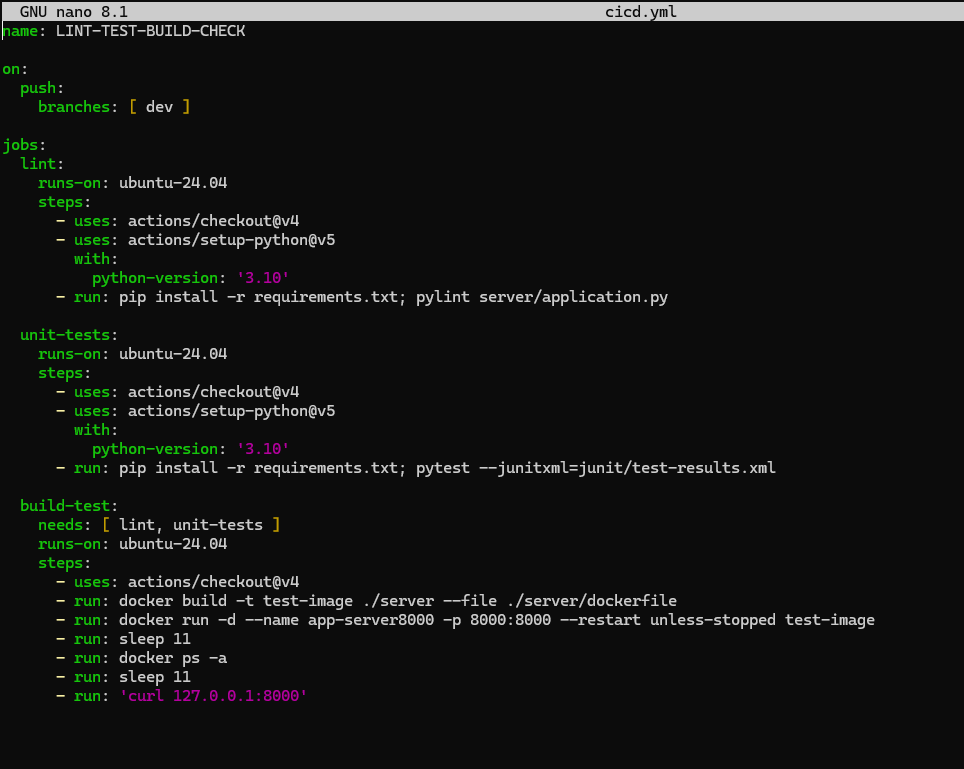 GNU nano 8.1 cicd.yml
name: LINT-TEST-BUILD-CHECK
on:
  push:
    branches: [ dev ]
jobs:
  lint:
    runs-on: ubuntu-24.04
    steps:
      - uses: actions/checkout@v4
      - uses: actions/setup-python@v5
        with:
          python-version: '3.10'
      - run: pip install -r requirements.txt; pylint server/application.py
  unit-tests:
    runs-on: ubuntu-24.04
    steps:
      - uses: actions/checkout@v4
      - uses: actions/setup-python@v5
        with:
          python-version: '3.10'
      - run: pip install -r requirements.txt; pytest --junitxml=junit/test-results.xml
  build-test:
    needs: [ lint, unit-tests ]
    runs-on: ubuntu-24.04
    steps:
      - uses: actions/checkout@v4
      - run: docker build -t test-image ./server --file ./server/dockerfile
      - run: docker run -d --name app-server8000 -p 8000:8000 --restart unless-stopped test-image
      - run: sleep 11
      - run: docker ps -a
      - run: sleep 11
      - run: 'curl 127.0.0.1:8000'